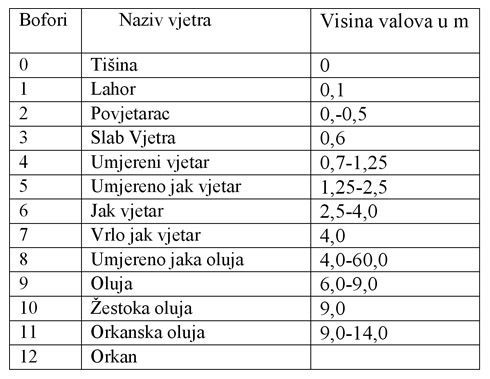 Bofori Naziv vjetra Visina valova u m
0 Tišina 0
1 Lahor 0,1
2 Povjetarac 0,-0,5
3 Slab Vjetra 0,6
4 Umjereni vjetar 0,7-1,25
5 Umjereno jak vjetar 1,25-2,5
6 Jak vjetar 2,5-4,0
7 Vrlo jak vjetar 4,0
8 Umjereno jaka oluja 4,0-60,0
9 Oluja 6,0-9,0
10 Žestoka oluja 9,0
11 Orkanska oluja 9,0-14,0
12 Orkan